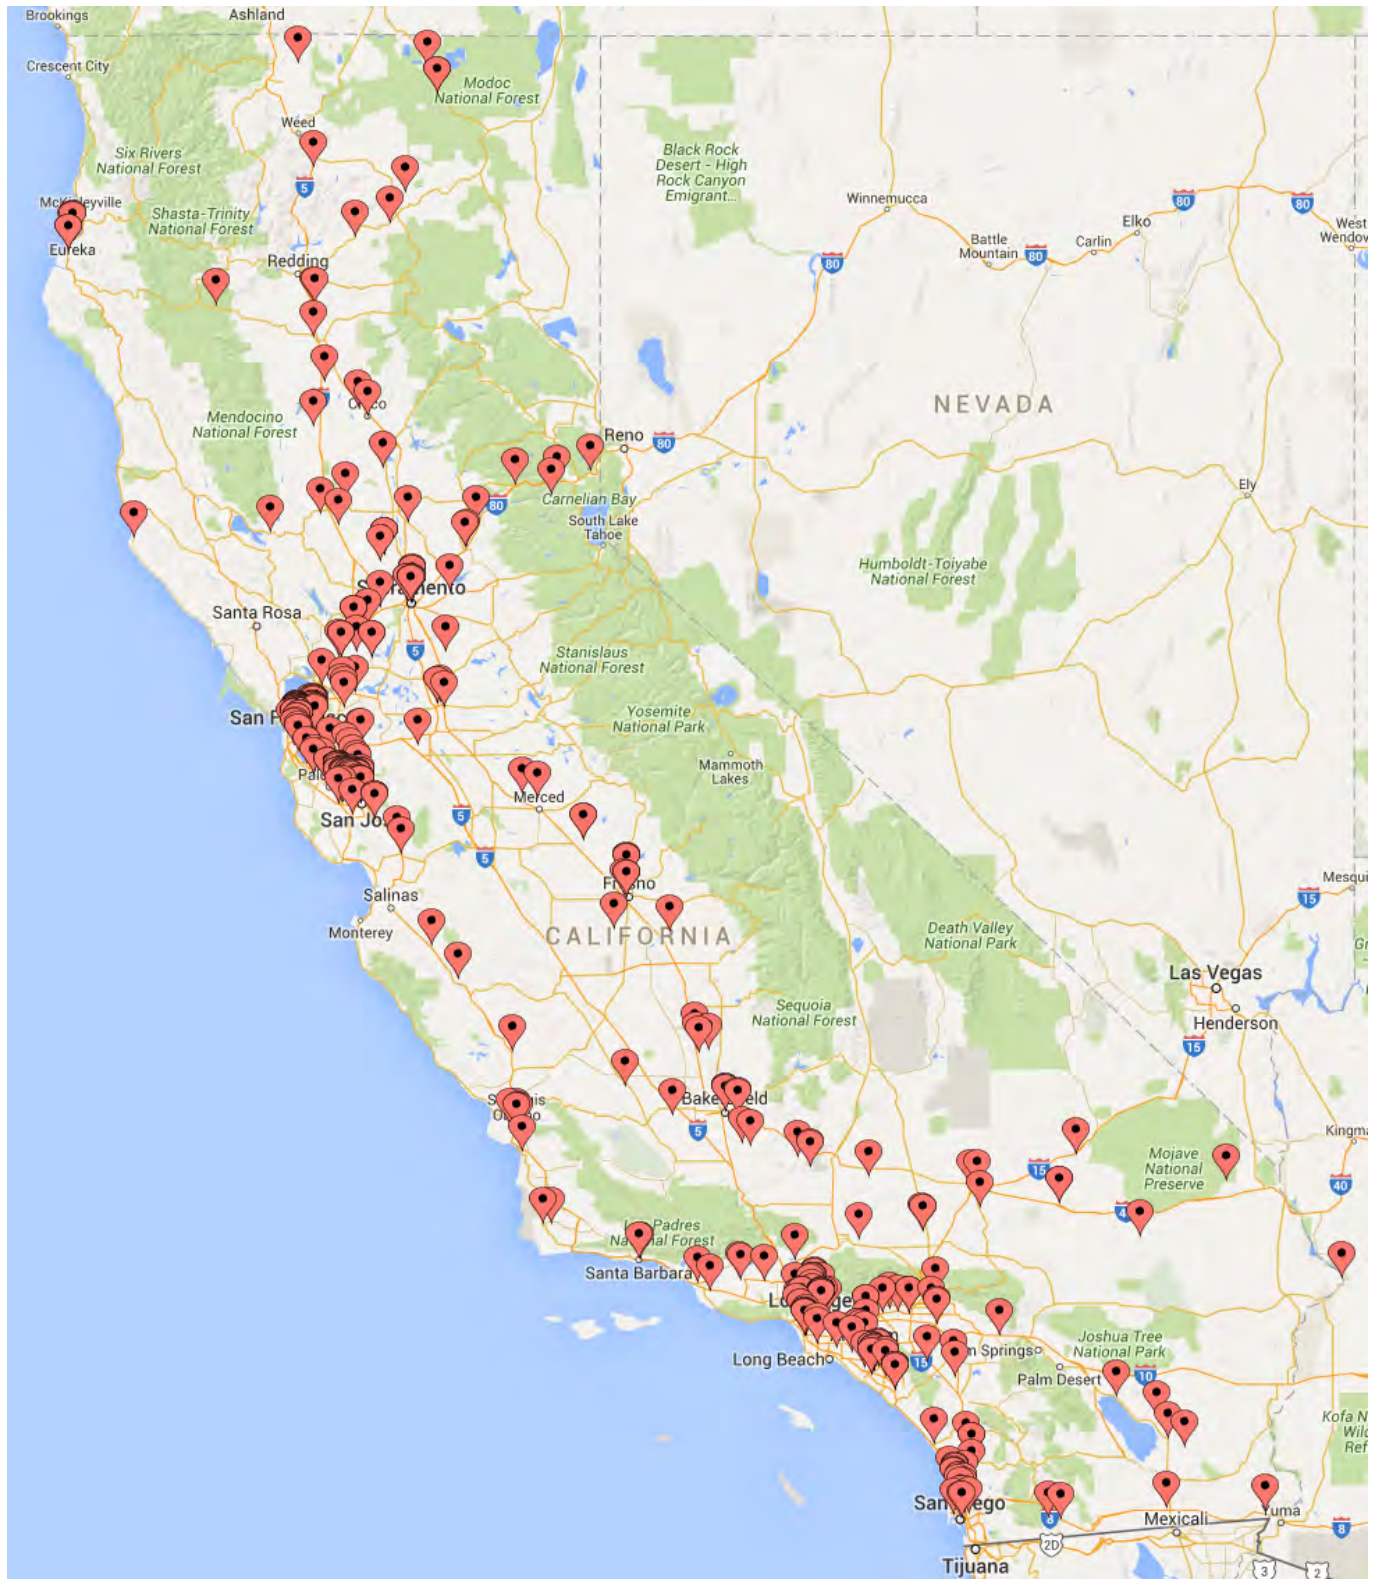 Brookings
Ashland
Crescent City
Modoc
National Forest
Weed
Six Rivers
National Forest
Black Rock
Desert - High
Rock Canyon
Emigrant...
5
Winnemucca
80
80
Elko
West
Wendov
Shasta-Trinity
National Forest
Eureka
Battle
Mountain
80
Carlin
80
Redding
NEVADA
Mendocino
National Forest
Reno
80
80
Carnelian Bay
South Lake
Tahoe
Ely
Humboldt-Toiyabe
National Forest
Santa Rosa
5
Stanislaus
National Forest
Yosemite
National Park
Mammoth
Lakes
Merced
5
5
Salinas
Monterey
CALIFORNIA
Death Valley
National Park
Mesqui
15
Las Vegas
Henderson
15
Sequoia
National Forest
5
Kingma
15
Mojave
National
Preserve
40
Santa Barbara
Long Beach
15
Joshua Tree
National Park
Palm Desert
10
Kofa N
Wild
Ref
8
Mexicali
Yuma
8
2D
Tijuana
3
2